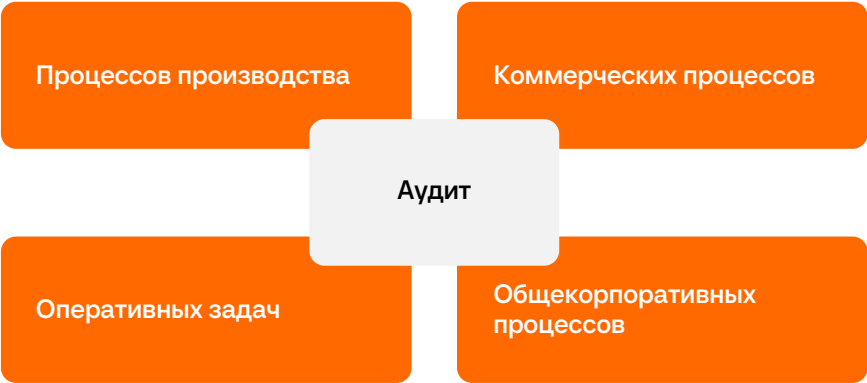 Процессов производства
Коммерческих процессов
Аудит
Оперативных задач
Общекорпоративных
процессов